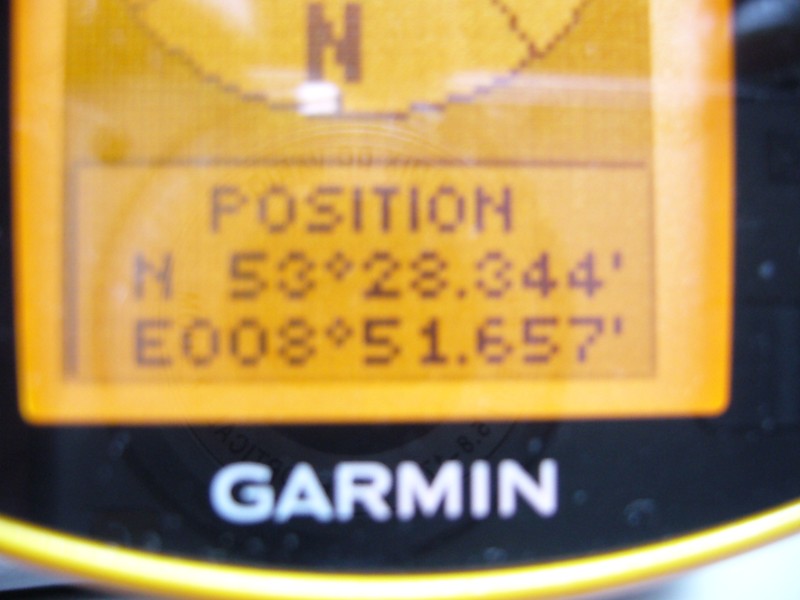 N
POSITION
N 53°28.344'
E008°51.657'
GARMIN